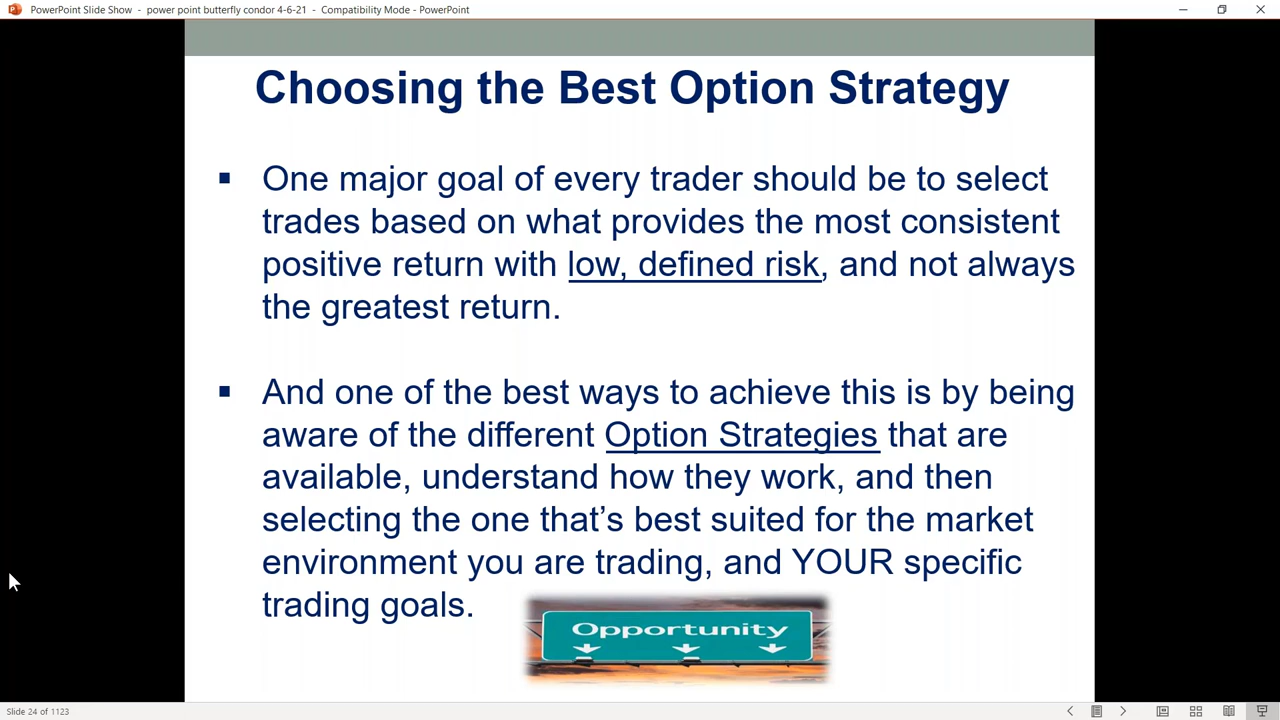 PowerPoint Slide Show - power point butterfly condor 4-6-21 - Compatibility Mode - PowerPoint
Choosing the Best Option Strategy
▪ One major goal of every trader should be to select
trades based on what provides the most consistent
positive return with low, defined risk, and not always
the greatest return.
▪ And one of the best ways to achieve this is by being
aware of the different Option Strategies that are
available, understand how they work, and then
selecting the one that’s best suited for the market
environment you are trading, and YOUR specific
trading goals.
Opportunity
Slide 24 of 1123